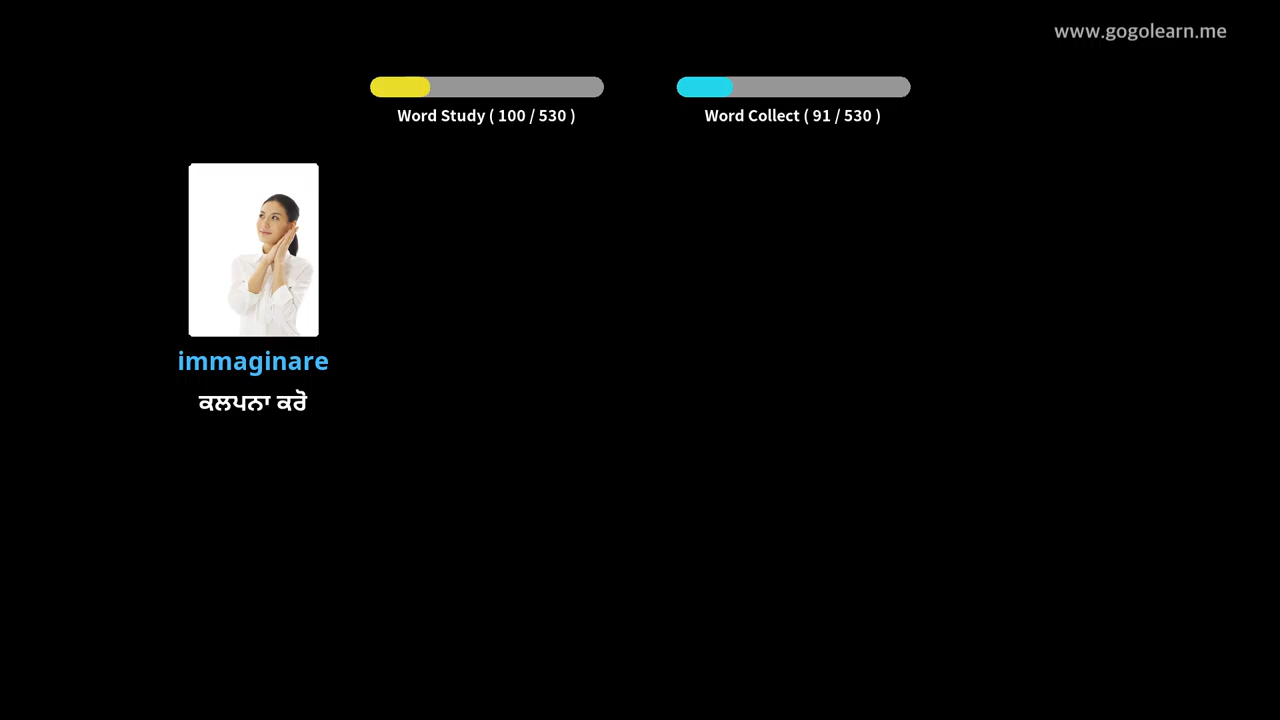 www.gogolearn.me
Word Study ( 100 / 530 )
Word Collect ( 91 / 530 )
immaginare
ਕਲਪਨਾ ਕਰੋ